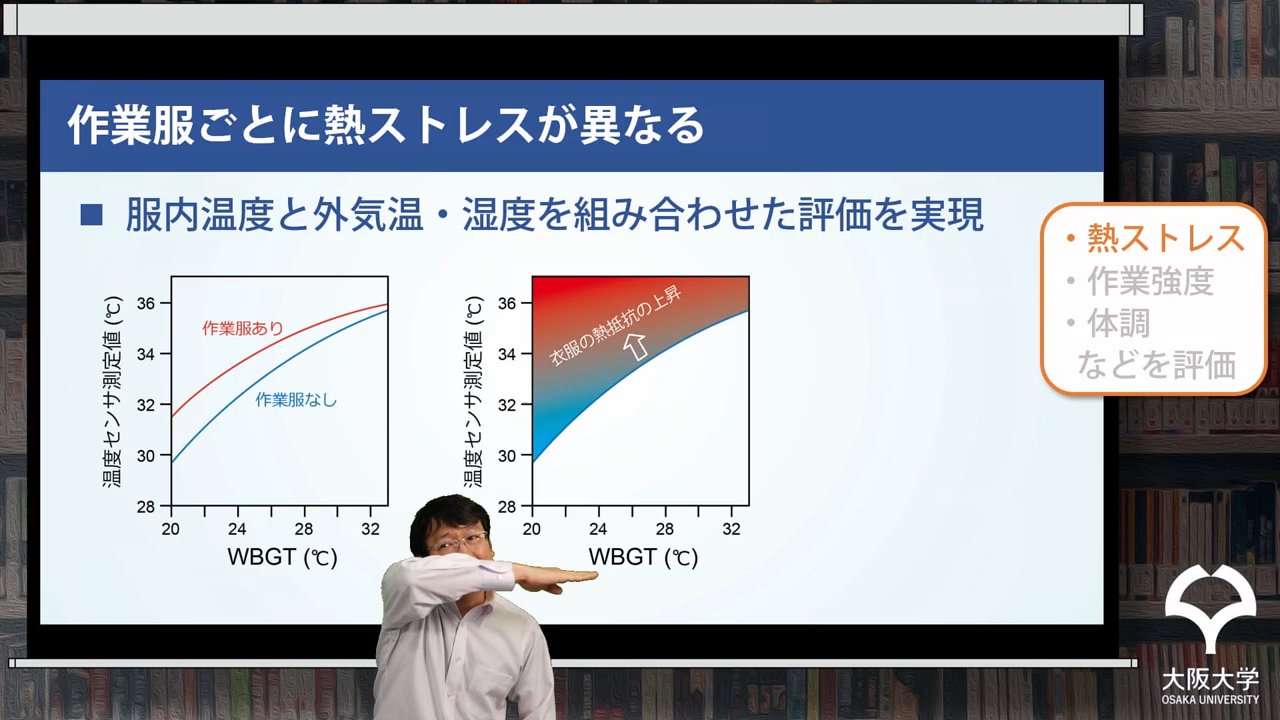 作業服ごとに熱ストレスが異なる
■ 服内温度と外気温・湿度を組み合わせた評価を実現
・熱ストレス
・作業強度
・体調
などを評価
温度センサ測定値 (℃)
36
34
32
30
28
作業服あり
作業服なし
20 24 28 32
WBGT (℃)
温度センサ測定値 (℃)
36
34
32
30
28
衣服の熱抵抗の上昇
20 24 28 32
WBGT (℃)
大阪大学
OSAKA UNIVERSITY